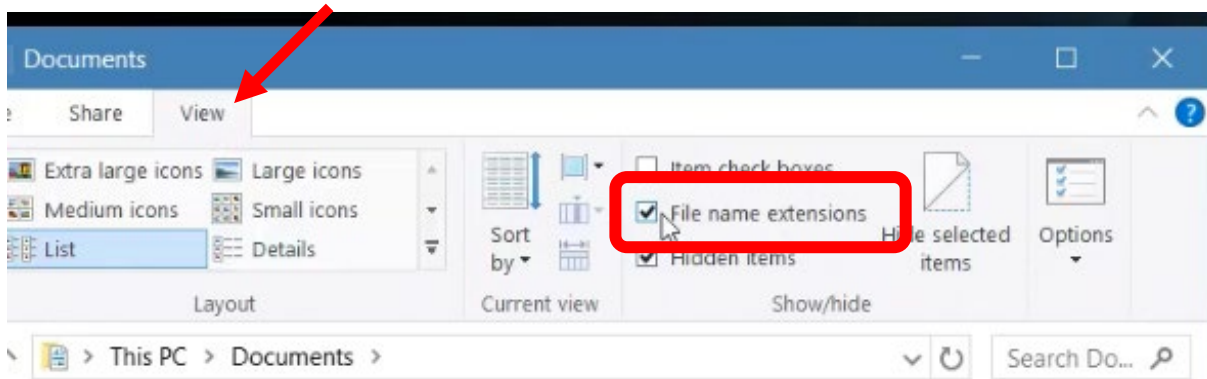 Documents
Share View
Extra large icons Large icons
Medium icons Small icons
List Details
Sort by
Item check boxes
File name extensions
Hidden items
Hide selected items
Options
Layout Current view Show/hide
> This PC > Documents >
Search Do...